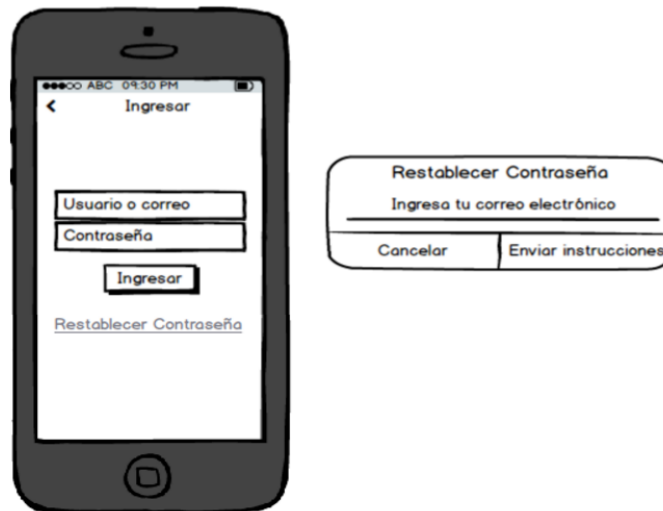 ABC 09:30 PM
Ingresar
Usuario o correo
Contraseña
Ingresar
Restablecer Contraseña
Restablecer Contraseña
Ingresa tu correo electrónico
Cancelar
Enviar instrucciones